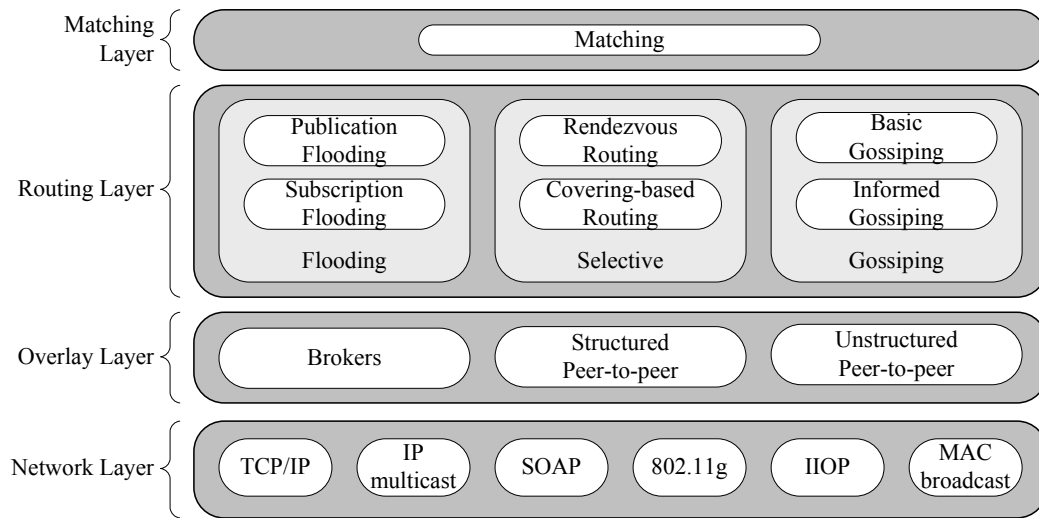 Matching
Layer
Matching
Routing Layer
Publication
Flooding
Subscription
Flooding
Flooding
Rendezvous
Routing
Covering-based
Routing
Selective
Basic
Gossiping
Informed
Gossiping
Gossiping
Overlay Layer
Brokers
Structured
Peer-to-peer
Unstructured
Peer-to-peer
Network Layer
TCP/IP
IP
multicast
SOAP
802.11g
IIOP
MAC
broadcast